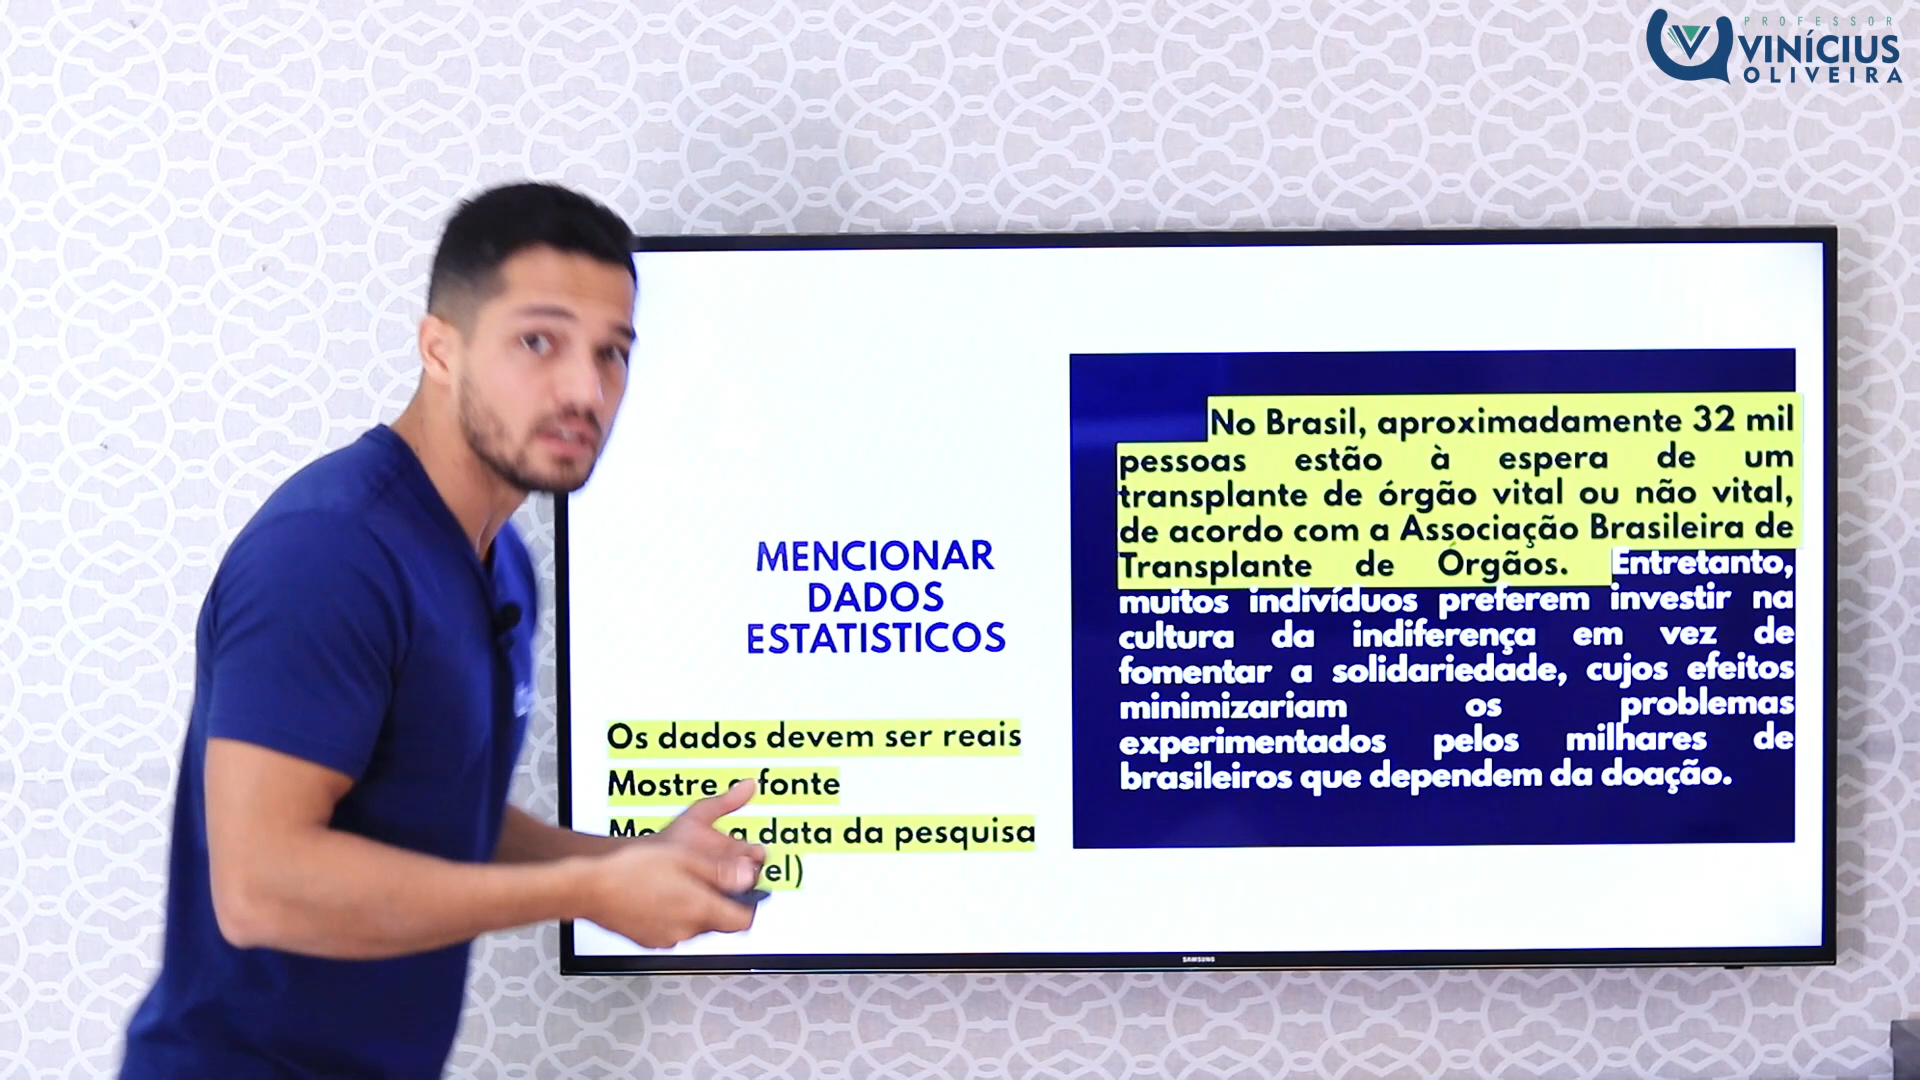 PROFESSOR
VINÍCIUS
OLIVEIRA
MENCIONAR
DADOS
ESTATISTICOS
Os dados devem ser reais
Mostre a fonte
a data da pesquisa
No Brasil, aproximadamente 32 mil
pessoas estão à espera de um
transplante de órgão vital ou não vital,
de acordo com a Associação Brasileira de
Transplante de Órgãos. Entretanto,
muitos indivíduos preferem investir na
cultura da indiferença em vez de
fomentar a solidariedade, cujos efeitos
minimizariam os problemas
experimentados pelos milhares de
brasileiros que dependem da doação.
SAMSUNG